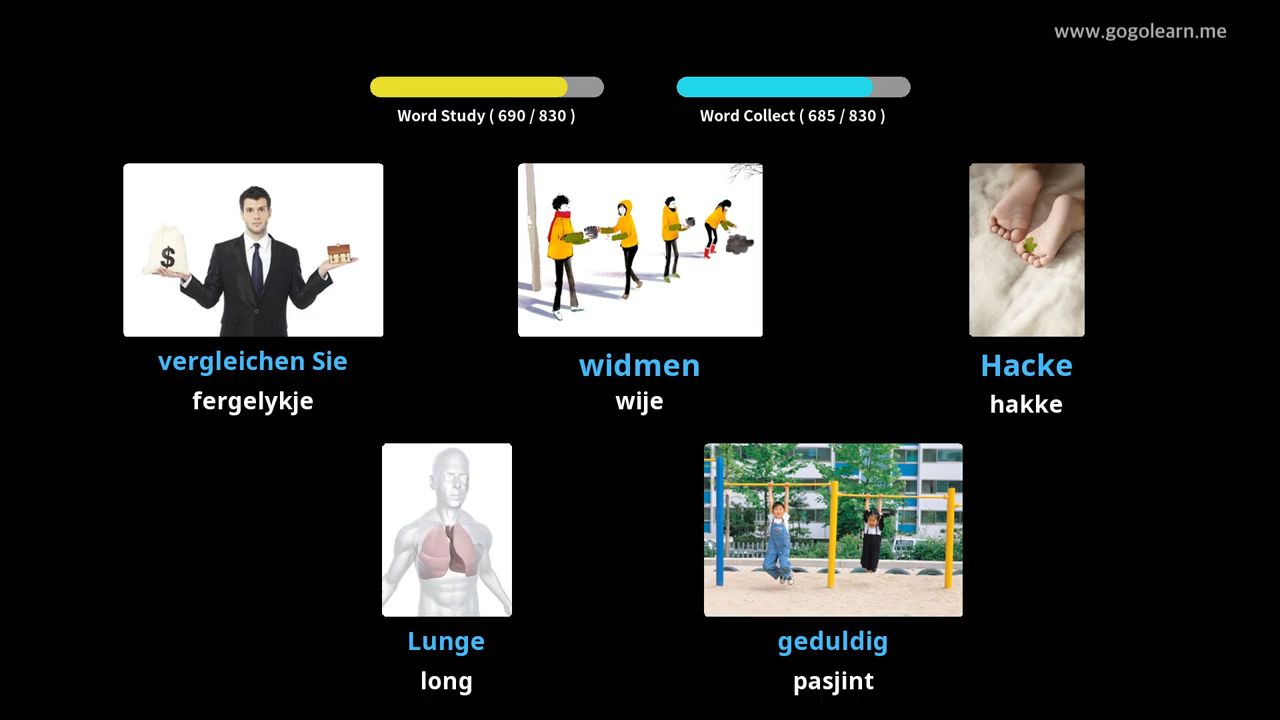 www.gogolearn.me
Word Study ( 690 / 830 )
Word Collect ( 685 / 830 )
$
vergleichen Sie
fergelykje
widmen
wije
Hacke
hakke
Lunge
long
geduldig
pasjint